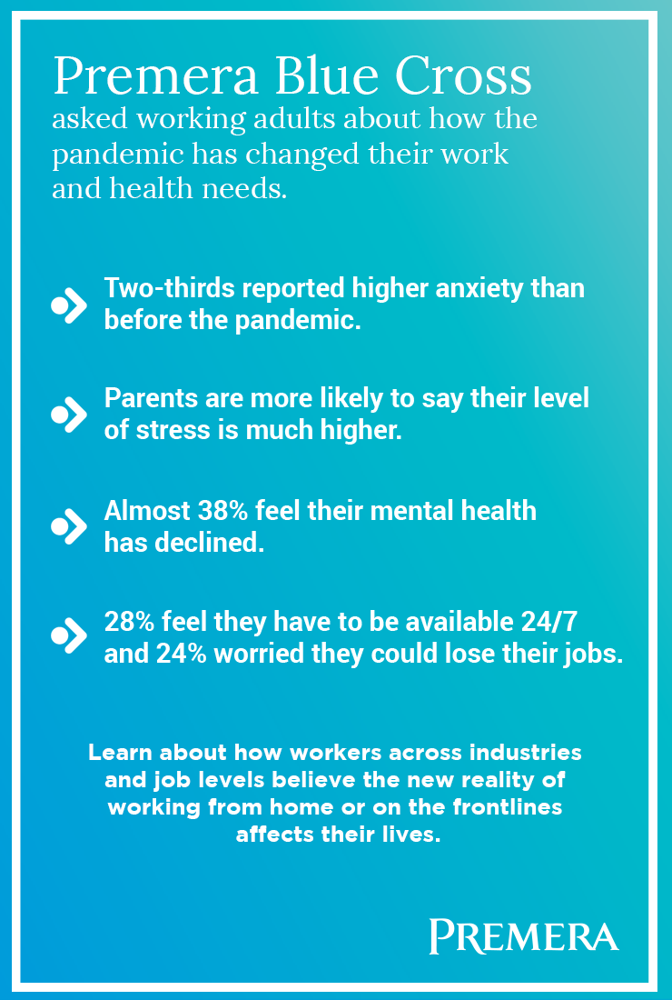 Premera Blue Cross
asked working adults about how the
pandemic has changed their work
and health needs.
Two-thirds reported higher anxiety than
before the pandemic.
Parents are more likely to say their level
of stress is much higher.
Almost 38% feel their mental health
has declined.
28% feel they have to be available 24/7
and 24% worried they could lose their jobs.
Learn about how workers across industries
and job levels believe the new reality of
working from home or on the frontlines
affects their lives.
PREMERA